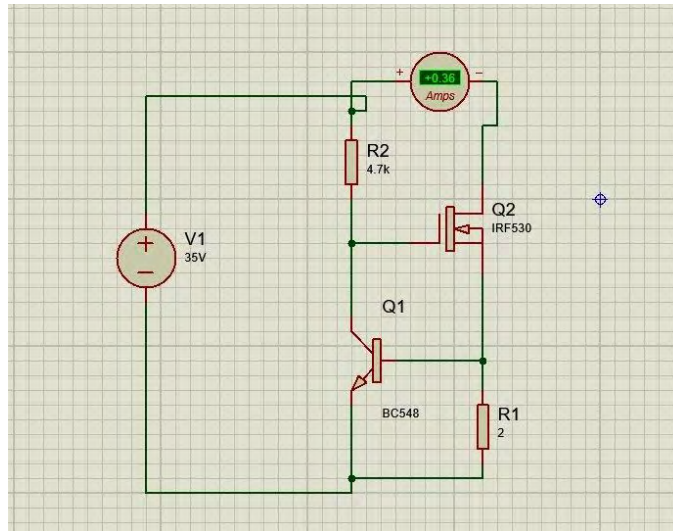 + +0.36 −
Amps
R2
4.7k
Q2
IRF530
V1
35V
Q1
BC548
R1
2